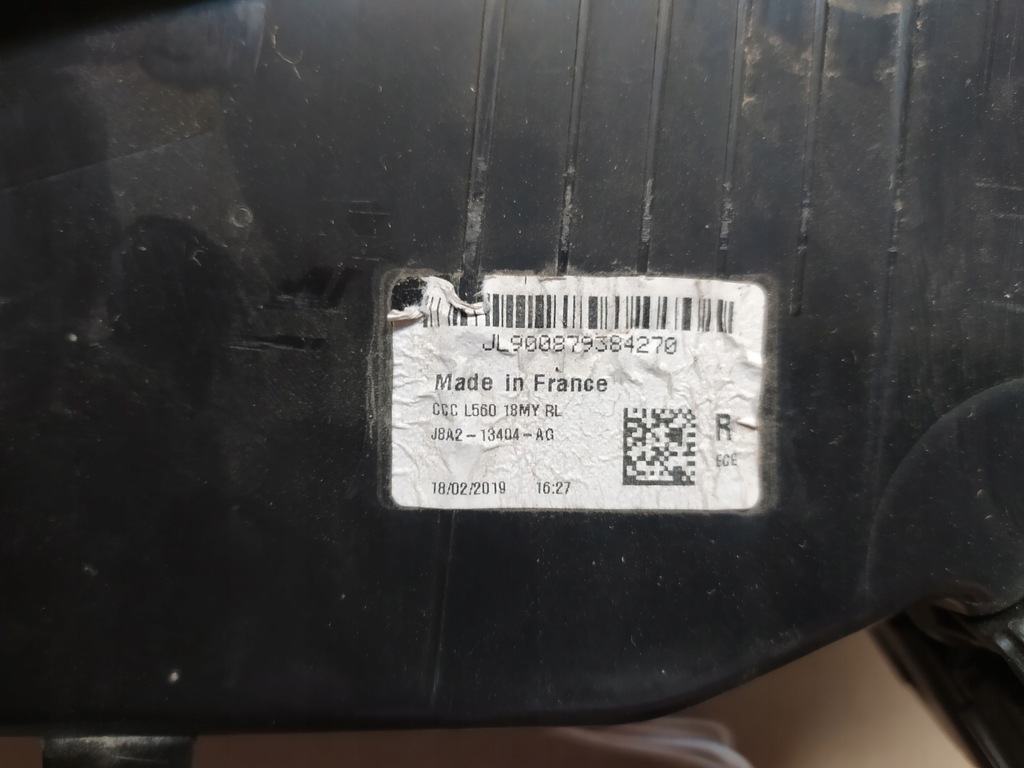 JL900879384270
Made in France
CCC L560 18MY RL
J8A2-13404-AG
R
ECE
18/02/2019 16:27